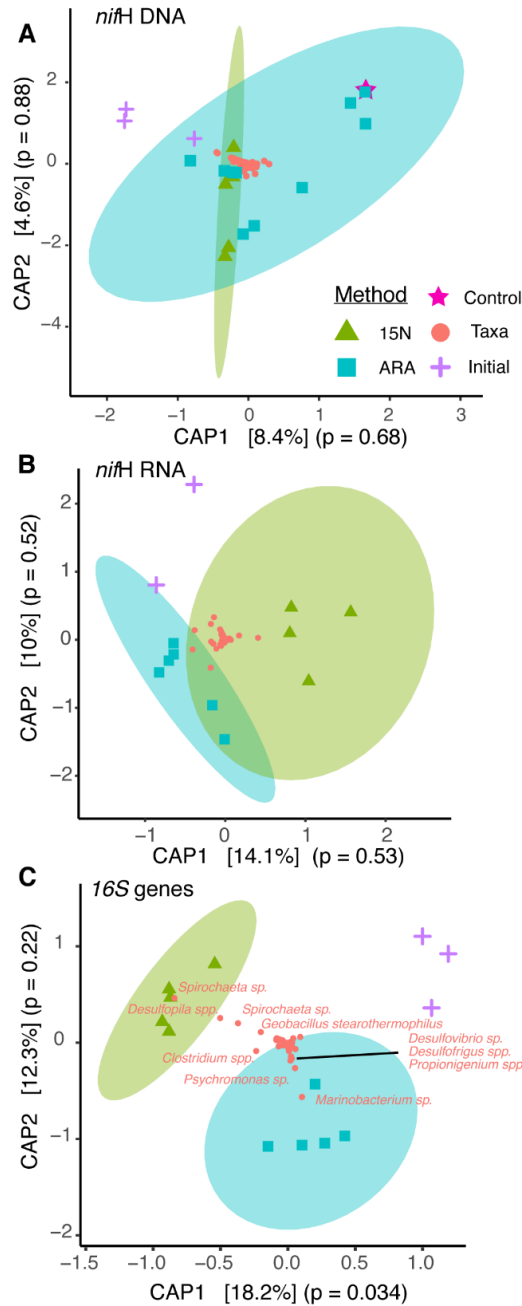 A
nifH DNA
2
0
−2
−4
CAP2 [4.6%] (p = 0.88)
Method
15N
ARA
Control
Taxa
Initial
−2
−1
0
1
2
3
CAP1 [8.4%] (p = 0.68)
B
nifH RNA
2
1
0
−1
−2
CAP2 [10%] (p = 0.52)
−1
0
1
2
CAP1 [14.1%] (p = 0.53)
C
16S genes
1
0
−1
−2
CAP2 [12.3%] (p = 0.22)
Spirochaeta sp.
Desulfopila spp.
Spirochaeta sp.
Geobacillus stearothermophilus
Desulfovibrio sp.
Desulfofrigus spp.
Propionigenium spp
Clostridium spp.
Psychromonas sp.
Marinobacterium sp.
−1.5
−1.0
−0.5
0.0
0.5
1.0
CAP1 [18.2%] (p = 0.034)